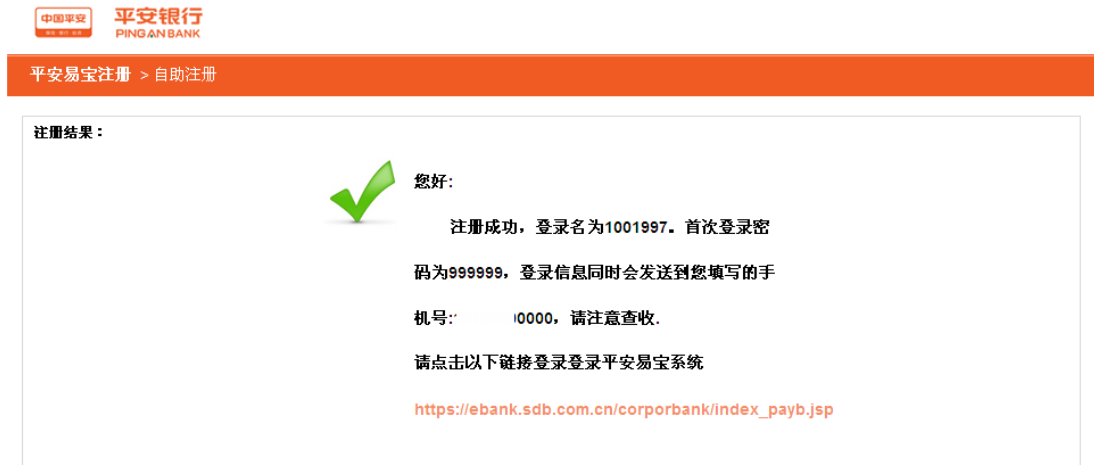 中国平安
平安银行
PINGAN BANK
平安易宝注册 > 自助注册
注册结果：
您好:
注册成功，登录名为1001997。首次登录密
码为999999，登录信息同时会发送到您填写的手
机号: 0000，请注意查收.
请点击以下链接登录登录平安易宝系统
https://ebank.sdb.com.cn/corporbank/index_payb.jsp